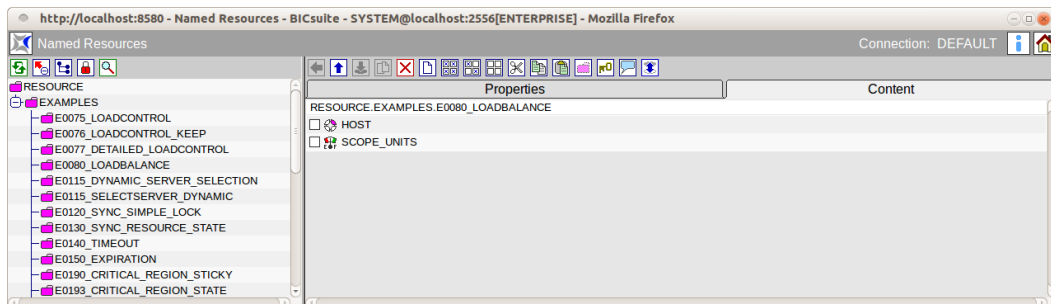 http://localhost:8580 - Named Resources - BICsuite - SYSTEM@localhost:2556[ENTERPRISE] - Mozilla Firefox
Named Resources
Connection: DEFAULT
RESOURCE
EXAMPLES
E0075_LOADCONTROL
E0076_LOADCONTROL_KEEP
E0077_DETAILED_LOADCONTROL
E0080_LOADBALANCE
E0115_DYNAMIC_SERVER_SELECTION
E0115_SELECTSERVER_DYNAMIC
E0120_SYNC_SIMPLE_LOCK
E0130_SYNC_RESOURCE_STATE
E0140_TIMEOUT
E0150_EXPIRATION
E0190_CRITICAL_REGION_STICKY
E0193_CRITICAL_REGION_STATE
Properties
Content
RESOURCE.EXAMPLES.E0080_LOADBALANCE
HOST
SCOPE_UNITS